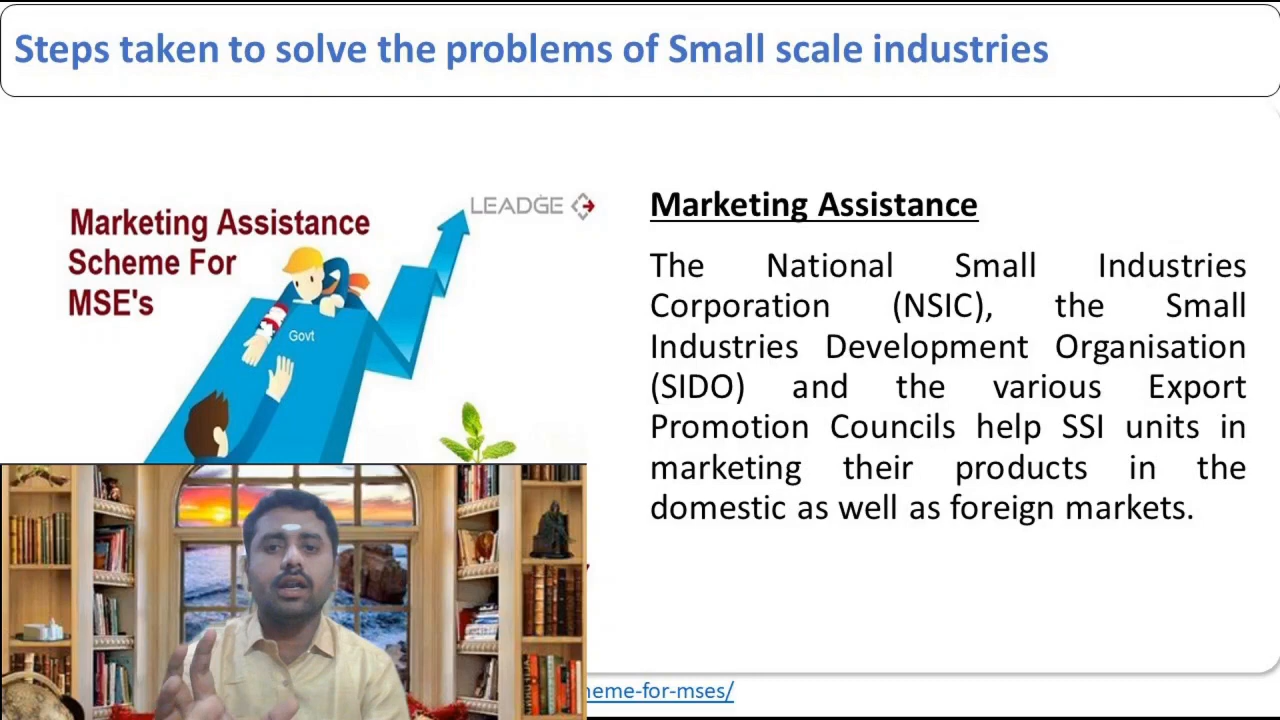 Steps taken to solve the problems of Small scale industries
LEADGE
Marketing Assistance
Scheme For
MSE's
Govt
Marketing Assistance
The National Small Industries
Corporation (NSIC), the Small
Industries Development Organisation
(SIDO) and the various Export
Promotion Councils help SSI units in
marketing their products in the
domestic as well as foreign markets.
heme-for-mses/